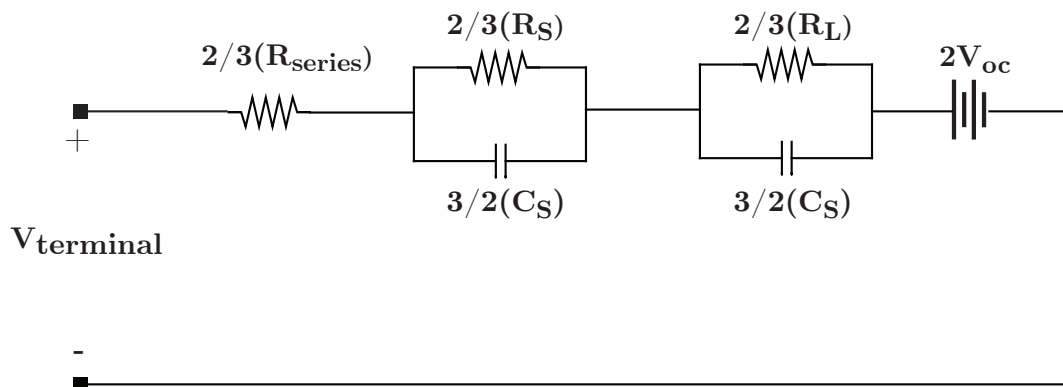 2/3(R_S)
2/3(R_L)
2/3(R_series)
2V_oc
+
3/2(C_S)
3/2(C_S)
V_terminal
-